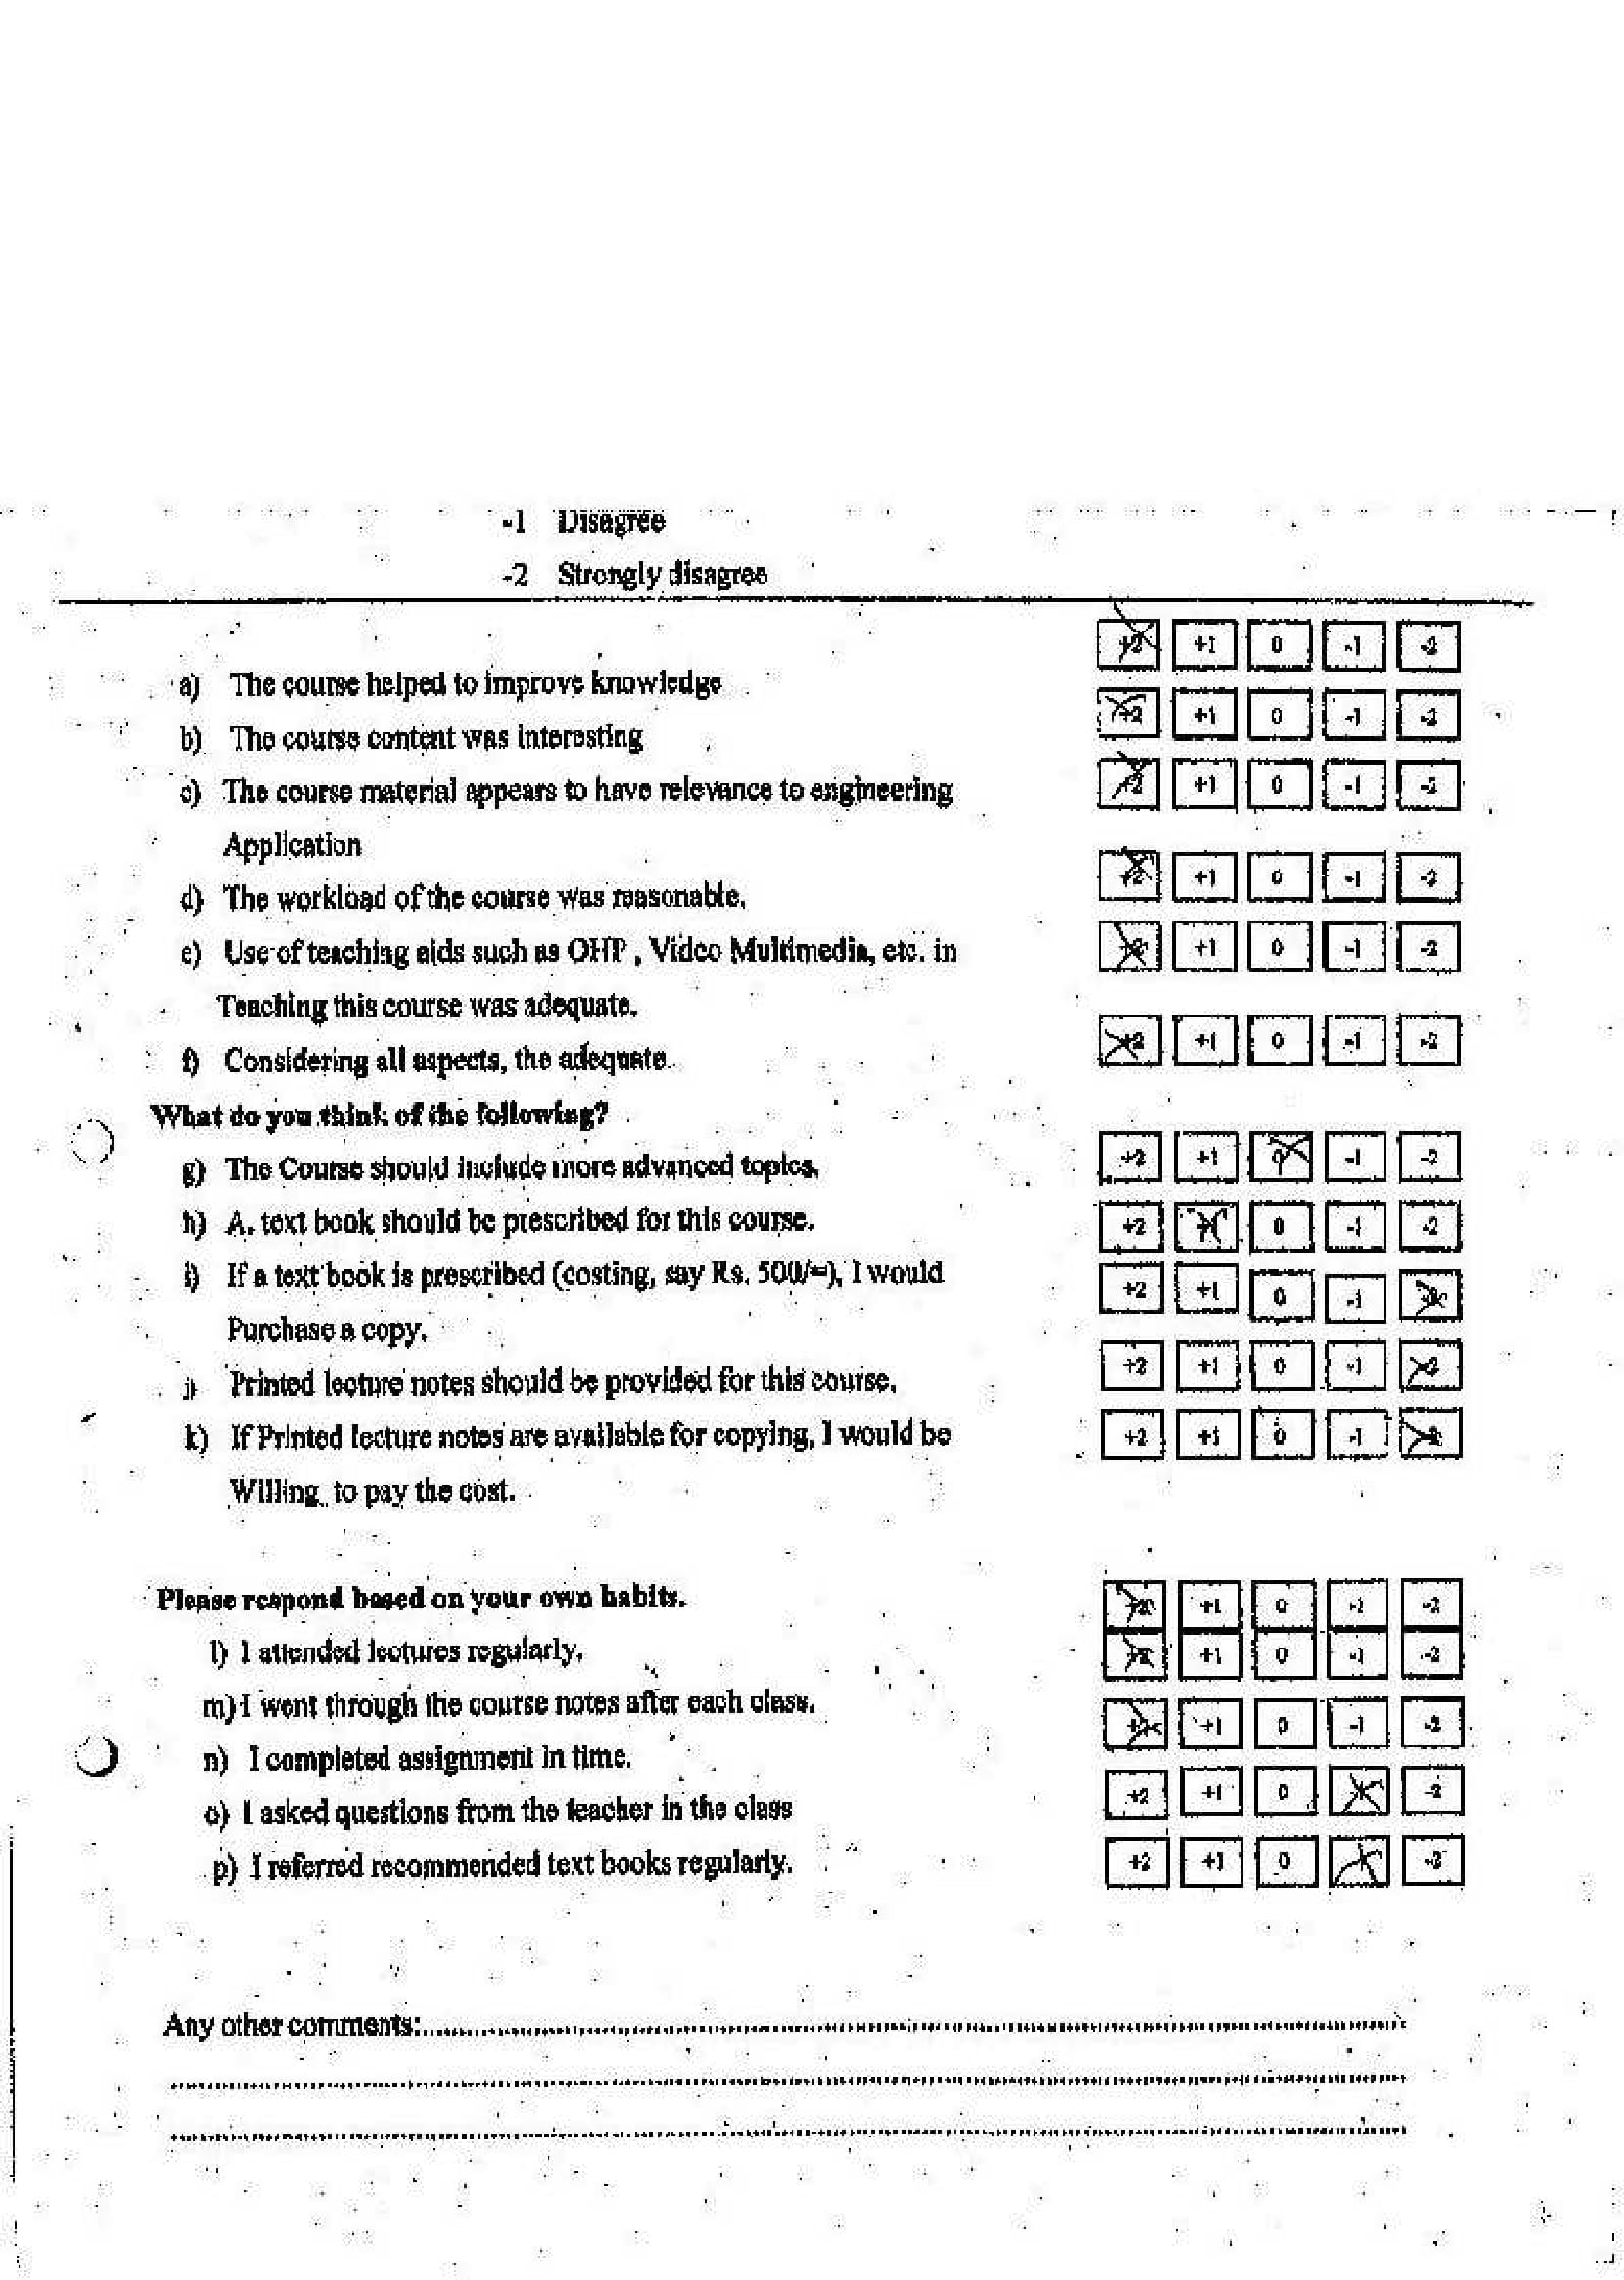 -1 Disagree
-2 Strongly disagree
+2 +1 0 -1 -2
a) The course helped to improve knowledge
+2 +1 0 -1 -2
b) The course content was interesting
+2 +1 0 -1 -2
c) The course material appears to have relevance to engineering
Application
+2 +1 0 -1 -2
d) The workload of the course was reasonable.
+2 +1 0 -1 -2
e) Use of teaching aids such as OHP , Video Multimedia, etc. in
Teaching this course was adequate.
+2 +1 0 -1 -2
f) Considering all aspects, the adequate.
What do you think of the following?
+2 +1 0 -1 -2
g) The Course should include more advanced topics.
h) A. text book should be prescribed for this course.
+2 +1 0 -1 -2
i) If a text book is prescribed (costing, say Rs. 500/=), I would
+2 +1 0 -1 -2
Purchase a copy.
j) Printed lecture notes should be provided for this course.
+2 +1 0 -1 -2
k) If Printed lecture notes are available for copying, I would be
+2 +1 0 -1 -2
Willing to pay the cost.
Please respond based on your own habits.
+2 +1 0 -1 -2
l) I attended lectures regularly.
+2 +1 0 -1 -2
m) I went through the course notes after each class.
+2 +1 0 -1 -2
n) I completed assignment in time.
+2 +1 0 -2
o) I asked questions from the teacher in the class
p) I referred recommended text books regularly.
+2 +1 0 -2
Any other comments: